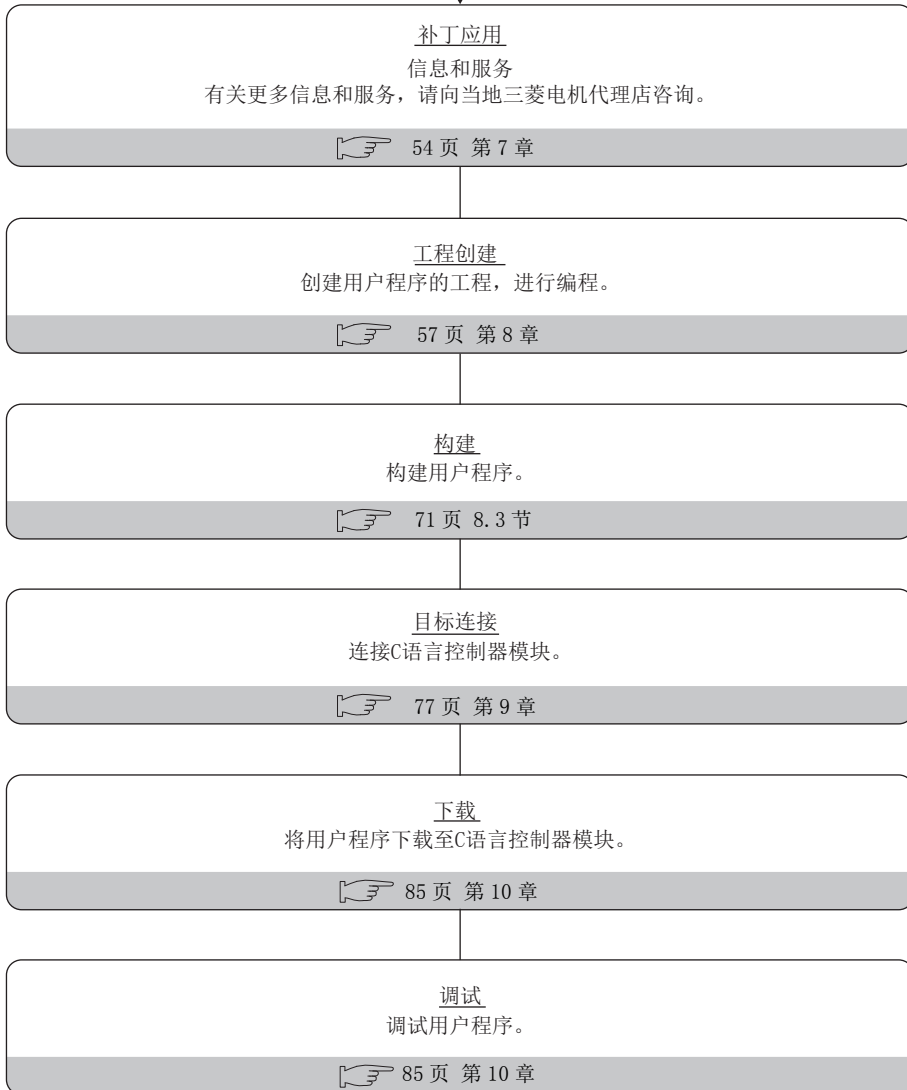 补丁应用
信息和服务
有关更多信息和服务，请向当地三菱电机代理店咨询。
54 页 第 7 章
工程创建
创建用户程序的工程，进行编程。
57 页 第 8 章
构建
构建用户程序。
71 页 8.3 节
目标连接
连接C语言控制器模块。
77 页 第 9 章
下载
将用户程序下载至C语言控制器模块。
85 页 第 10 章
调试
调试用户程序。
85 页 第 10 章